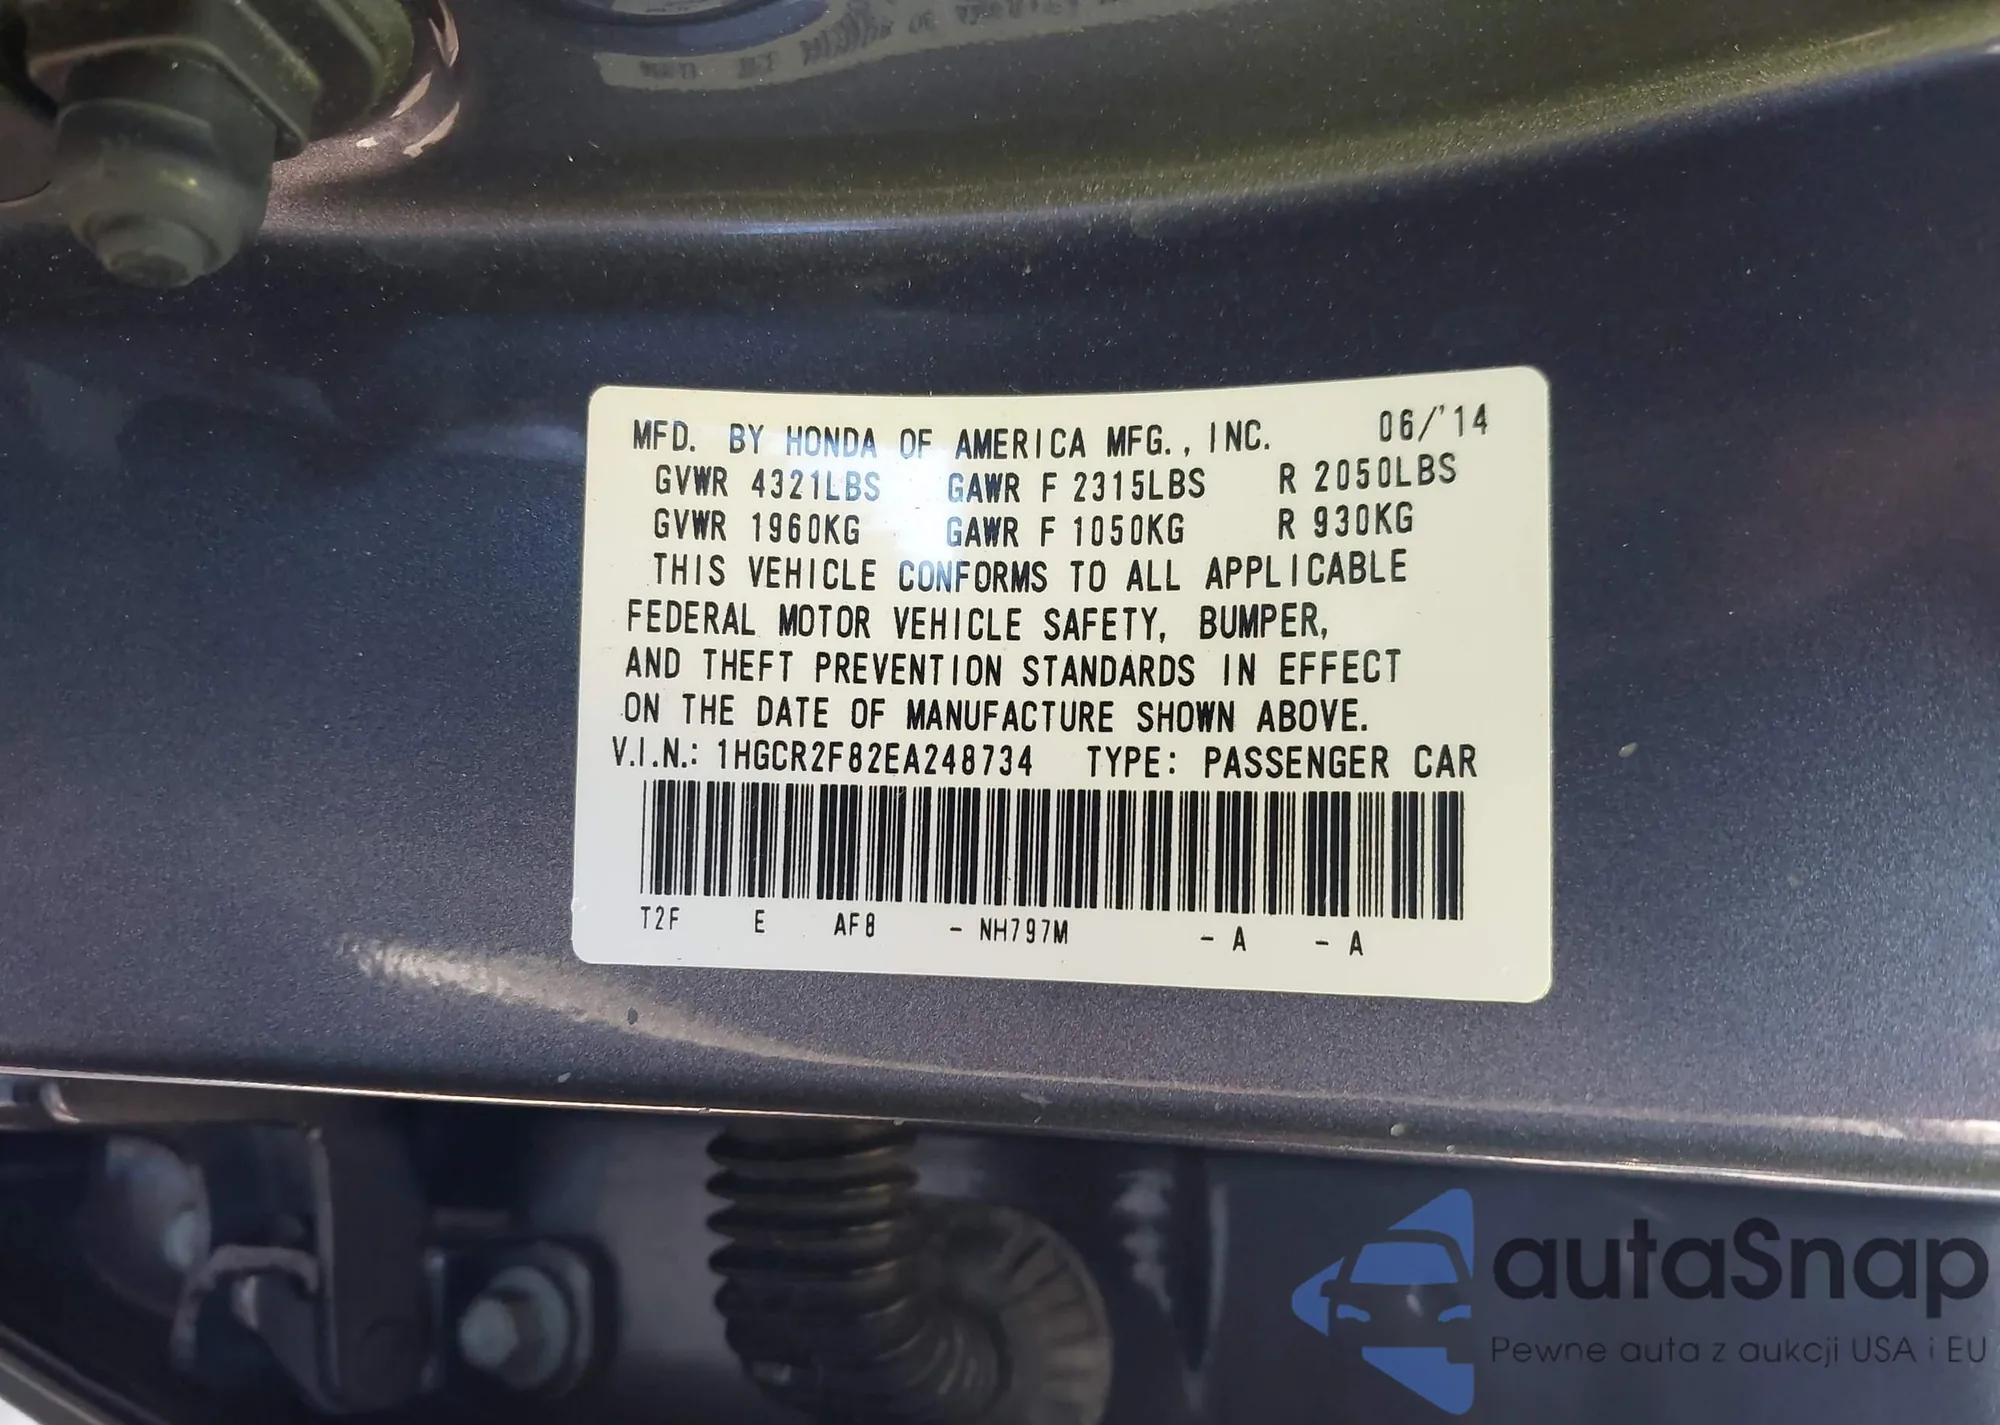 MFD. BY HONDA OF AMERICA MFG., INC. 06/'14
GVWR 4321LBS GAWR F 2315LBS R 2050LBS
GVWR 1960KG GAWR F 1050KG R 930KG
THIS VEHICLE CONFORMS TO ALL APPLICABLE
FEDERAL MOTOR VEHICLE SAFETY, BUMPER,
AND THEFT PREVENTION STANDARDS IN EFFECT
ON THE DATE OF MANUFACTURE SHOWN ABOVE.
V.I.N.: 1HGCR2F82EA248734 TYPE: PASSENGER CAR
T2F E AF8 - NH797M - A - A
autaSnap
Pewne auta z aukcji USA i EU